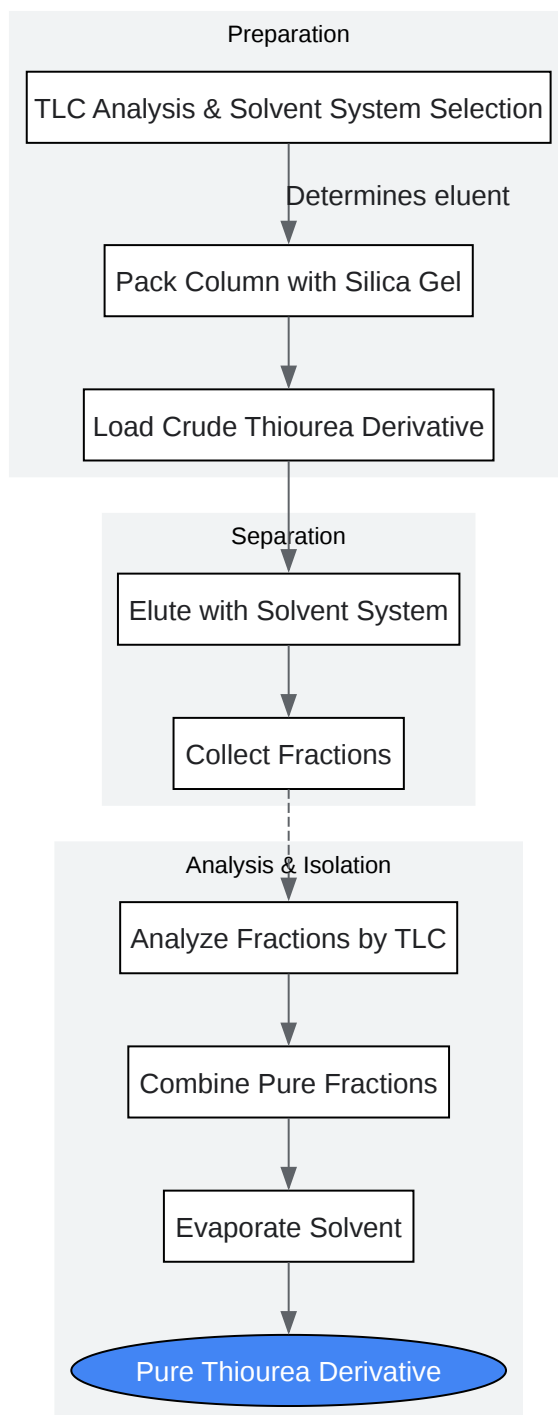 Preparation
TLC Analysis & Solvent System Selection
Determines eluent
Pack Column with Silica Gel
Load Crude Thiourea Derivative
Separation
Elute with Solvent System
Collect Fractions
Analysis & Isolation
Analyze Fractions by TLC
Combine Pure Fractions
Evaporate Solvent
Pure Thiourea Derivative